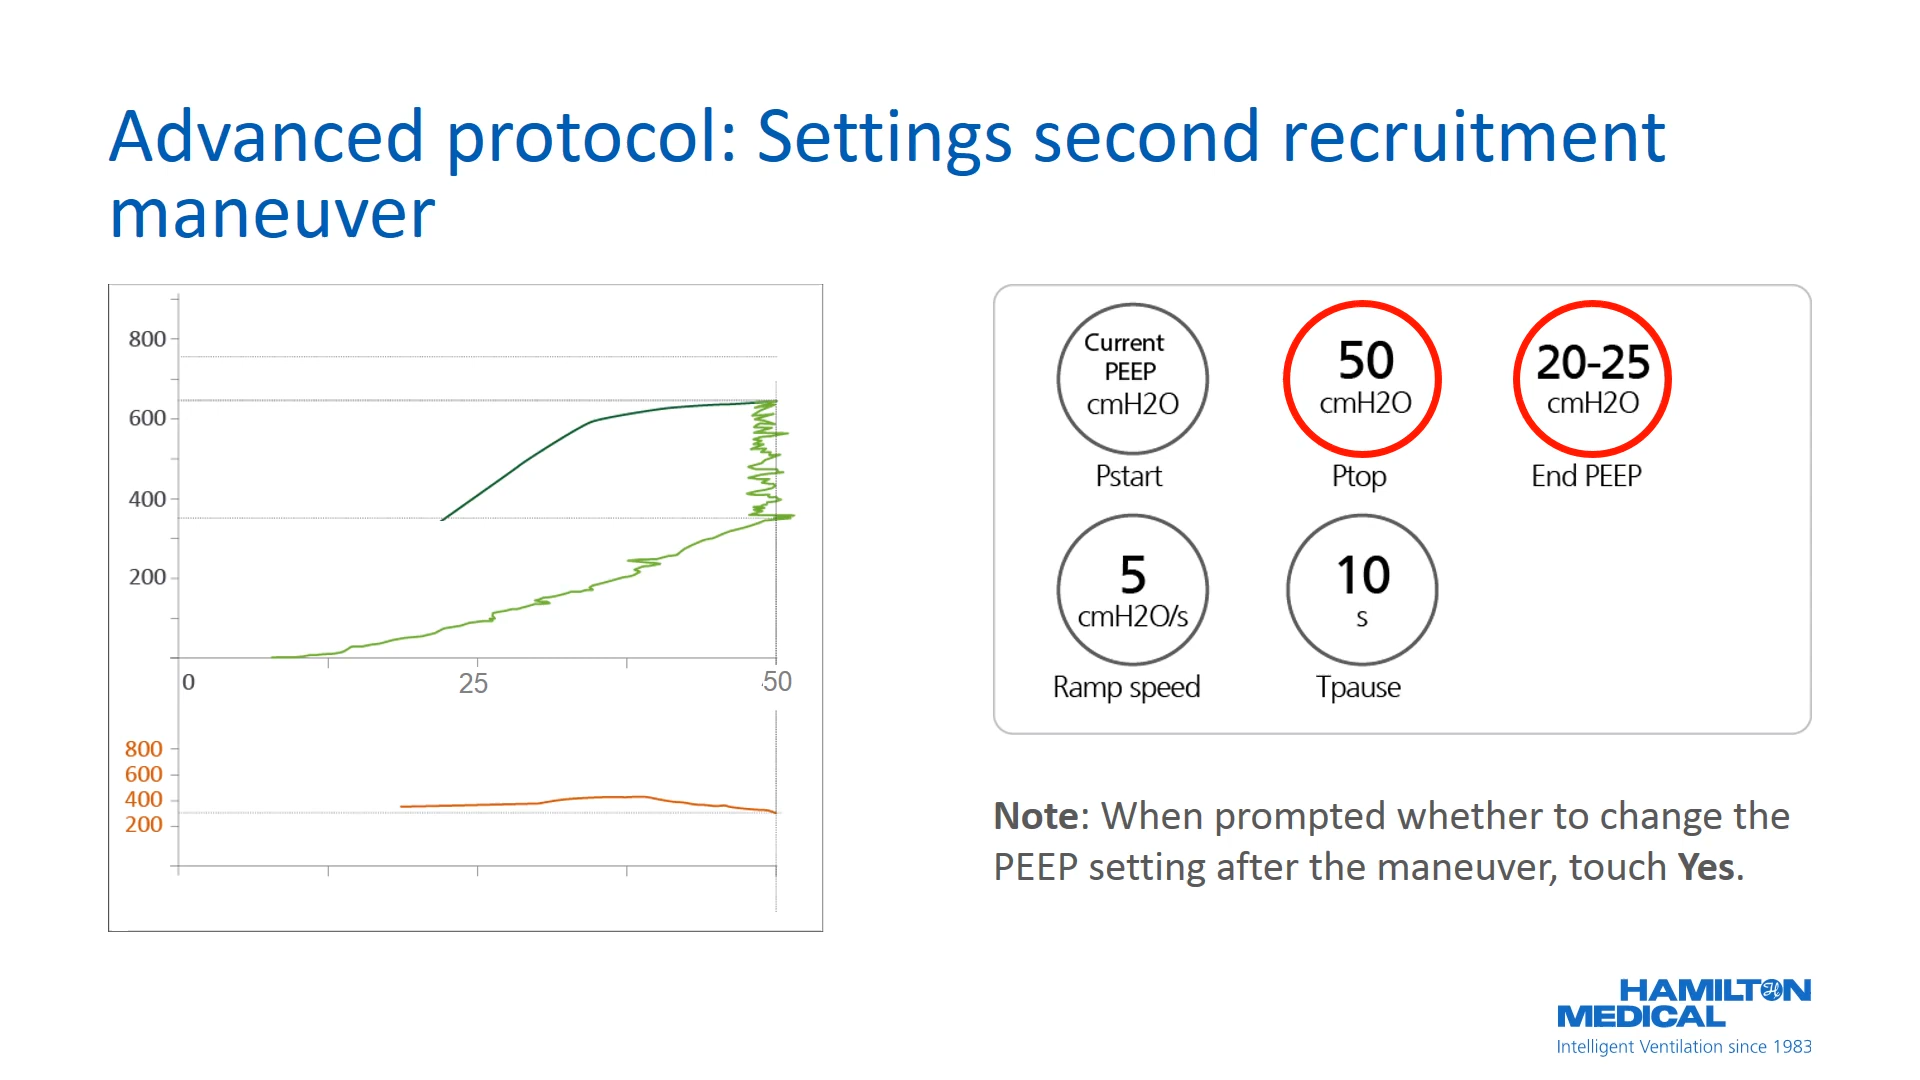 Advanced protocol: Settings second recruitment
maneuver
800
600
400
200
0
25
50
800
600
400
200
Current
PEEP
cmH2O
Pstart
50
cmH2O
Ptop
20-25
cmH2O
End PEEP
5
cmH2O/s
Ramp speed
10
s
Tpause
Note: When prompted whether to change the
PEEP setting after the maneuver, touch Yes.
HAMILTON
MEDICAL
Intelligent Ventilation since 1983